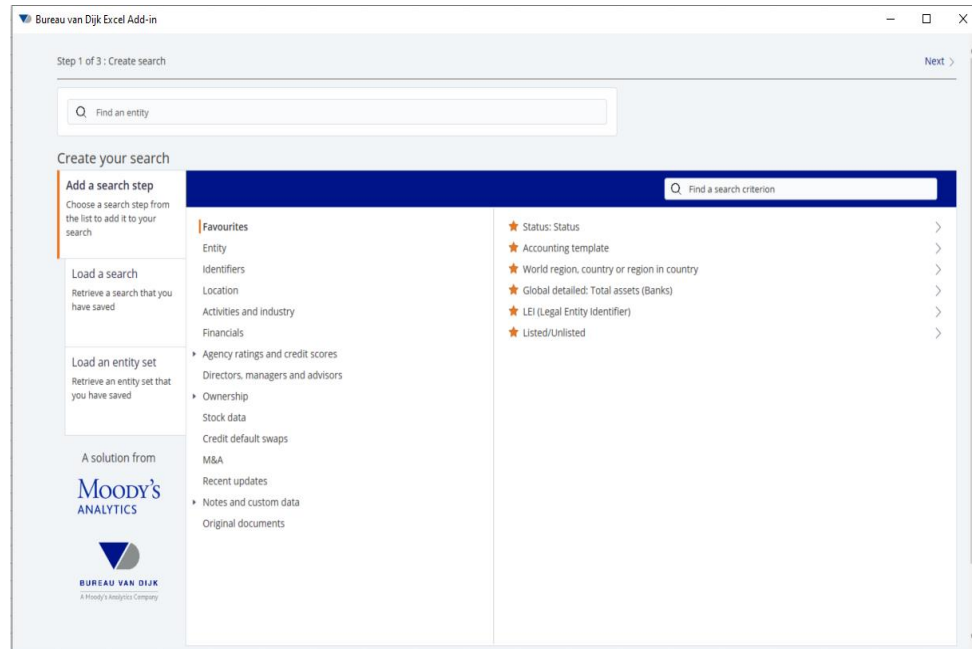 Bureau van Dijk Excel Add-in
Step 1 of 3 : Create search
Next
Find an entity
Create your search
Add a search step
Choose a search step from
the list to add it to your
search
Load a search
Retrieve a search that you
have saved
Load an entity set
Retrieve an entity set that
you have saved
A solution from
MOODY'S
ANALYTICS
BUREAU VAN DIJK
A Moody's Analytics Company
Find a search criterion
Favourites
Entity
Identifiers
Location
Activities and industry
Financials
Agency ratings and credit scores
Directors, managers and advisors
Ownership
Stock data
Credit default swaps
M&A
Recent updates
Notes and custom data
Original documents
Status: Status
Accounting template
World region, country or region in country
Global detailed: Total assets (Banks)
LEI (Legal Entity Identifier)
Listed/Unlisted